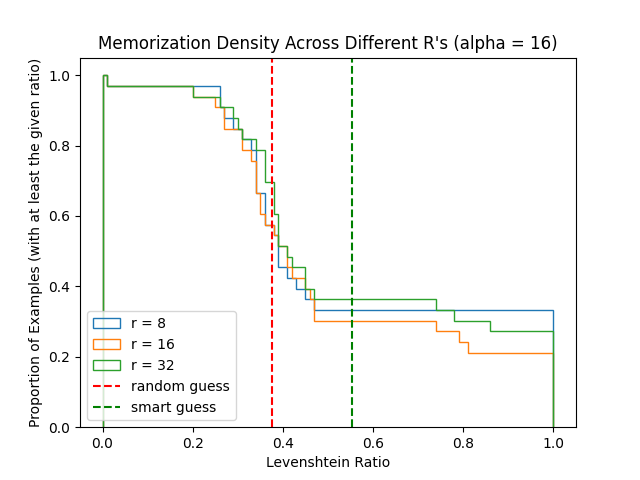 Memorization Density Across Different R's (alpha = 16)
Proportion of Examples (with at least the given ratio)
1.0
0.8
0.6
0.4
0.2
0.0
r = 8
r = 16
r = 32
random guess
smart guess
0.0 0.2 0.4 0.6 0.8 1.0
Levenshtein Ratio